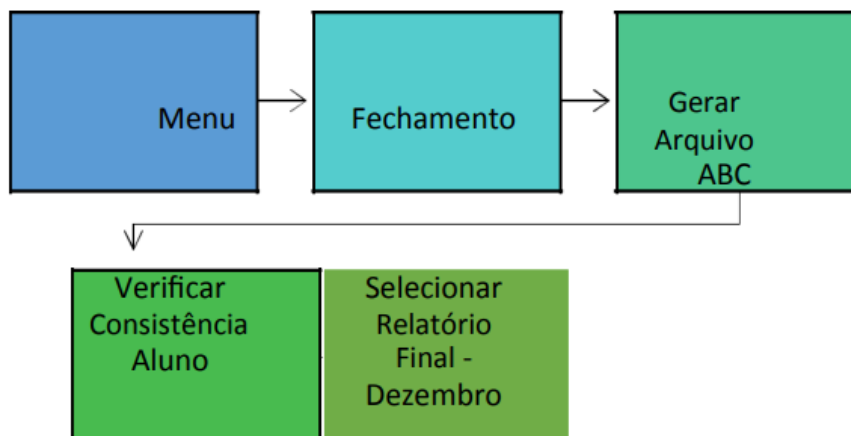 Menu
Fechamento
Gerar
Arquivo
ABC
Verificar
Consistência
Aluno
Selecionar
Relatório
Final -
Dezembro